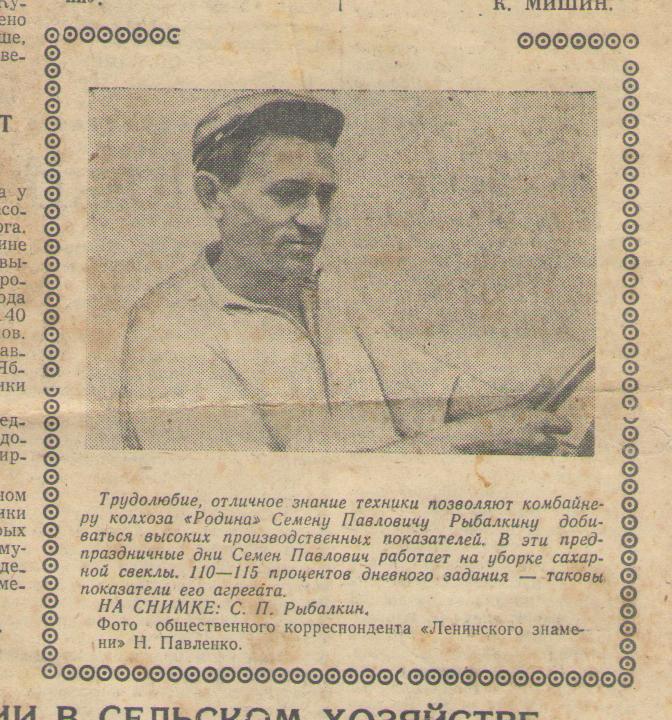 К. МИШИН.
Трудолюбие, отличное знание техники позволяют комбайне-
ру колхоза «Родина» Семену Павловичу Рыбалкину доби-
ваться высоких производственных показателей. В эти пред-
праздничные дни Семен Павлович работает на уборке сахар-
ной свеклы. 110—115 процентов дневного задания — таковы
показатели его агрегата.
НА СНИМКЕ: С. П. Рыбалкин.
Фото общественного корреспондента «Ленинского знаме-
ни» Н. Павленко.
ИИ В СЕЛЬСКОМ ХОЗЯЙСТВЕ